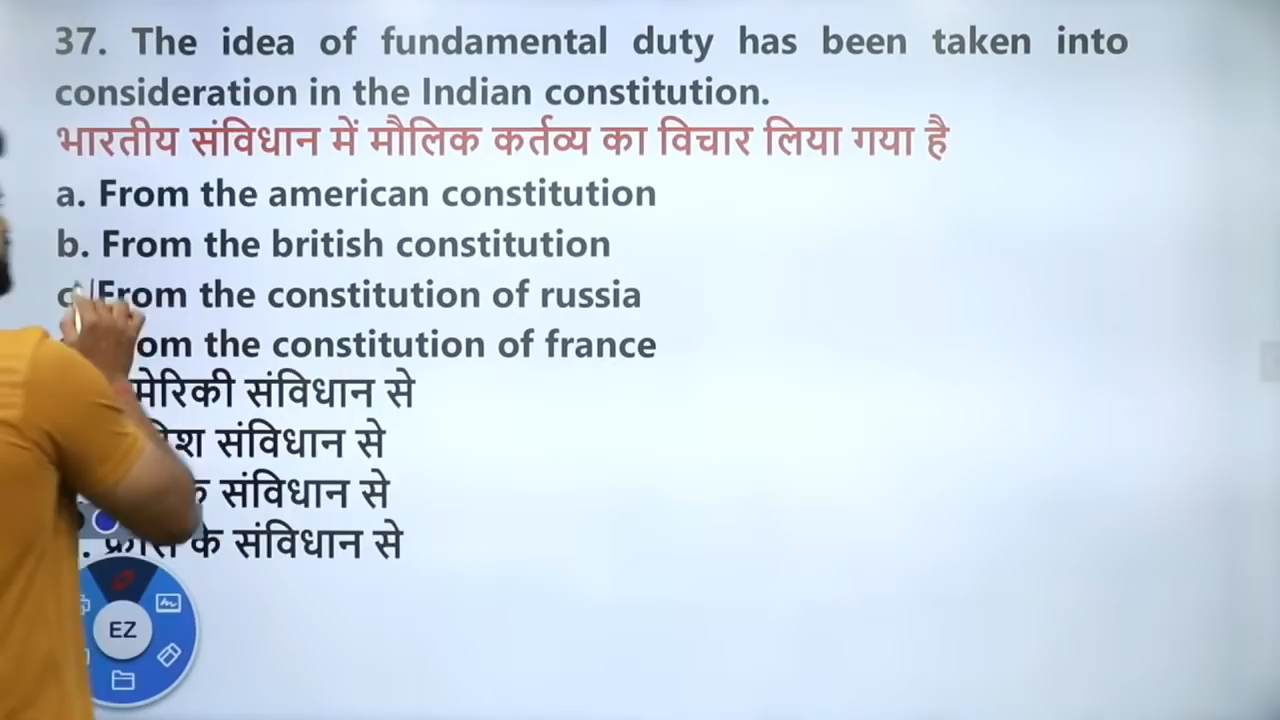 37. The idea of fundamental duty has been taken into
consideration in the Indian constitution.
भारतीय संविधान में मौलिक कर्तव्य का विचार लिया गया है
a. From the american constitution
b. From the british constitution
c. From the constitution of russia
the constitution of france
संविधान से
संविधान से
संविधान से
के संविधान से
EZ